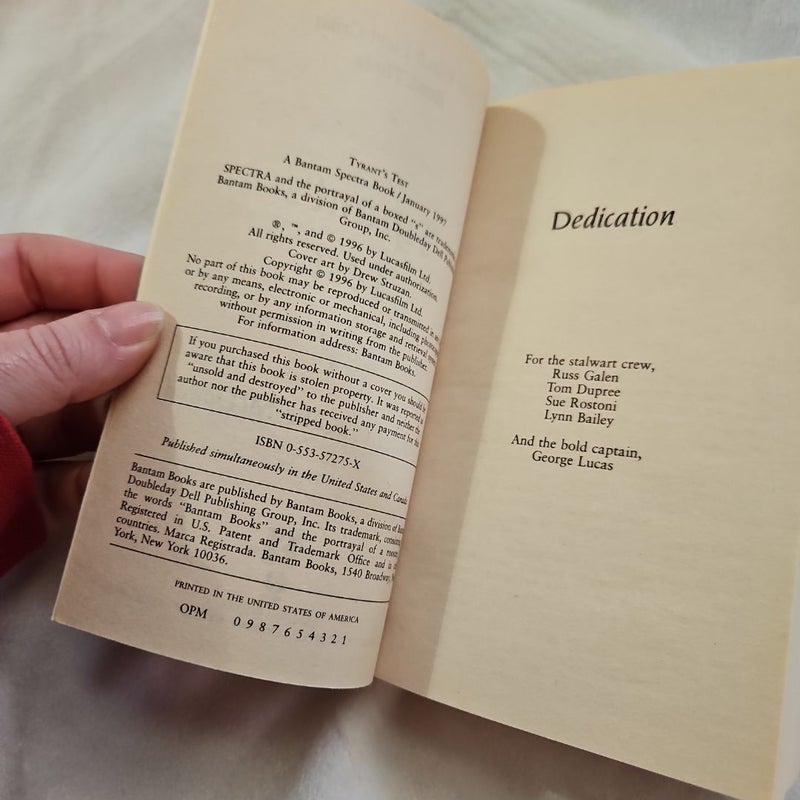 TYRANT'S TEST
A Bantam Spectra Book / January 1997
SPECTRA and the portrayal of a boxed "s" are trademarks
Bantam Books, a division of Bantam Doubleday Dell
Group, Inc.
®, ™, and © 1996 by Lucasfilm Ltd.
All rights reserved. Used under authorization.
Cover art by Drew Struzan.
Copyright © 1996 by Lucasfilm Ltd.
No part of this book may be reproduced or transmitted in
or by any means, electronic or mechanical, including
recording, or by any information storage and retrieval
without permission in writing from the publisher.
For information address: Bantam Books.
If you purchased this book without a cover you should
aware that this book is stolen property. It was reported
"unsold and destroyed" to the publisher and neither the
author nor the publisher has received any payment for this
"stripped book."
ISBN 0-553-57275-X
Published simultaneously in the United States and Canada
Bantam Books are published by Bantam Books, a division of
Doubleday Dell Publishing Group, Inc. Its trademark,
the words "Bantam Books" and the portrayal of a
Registered in U.S. Patent and Trademark Office and in
countries. Marca Registrada. Bantam Books, 1540 Broadway,
York, New York 10036.
PRINTED IN THE UNITED STATES OF AMERICA
OPM 0 9 8 7 6 5 4 3 2 1
Dedication
For the stalwart crew,
Russ Galen
Tom Dupree
Sue Rostoni
Lynn Bailey
And the bold captain,
George Lucas